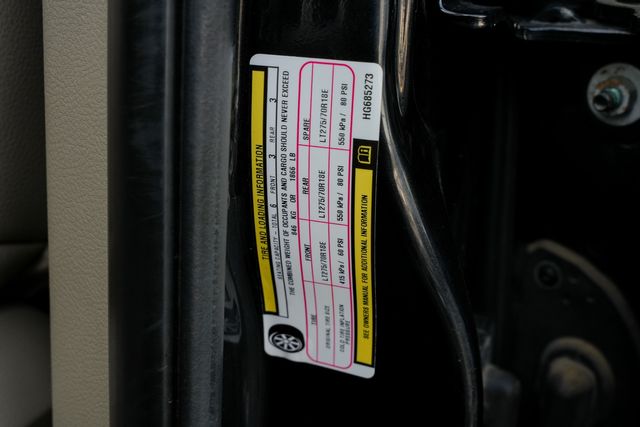 TIRE AND LOADING INFORMATION
SEATING CAPACITY - TOTAL 6 FRONT 3 REAR 3
THE COMBINED WEIGHT OF OCCUPANTS AND CARGO SHOULD NEVER EXCEED
846 KG OR 1866 LB
TIRE FRONT REAR SPARE
ORIGINAL TIRE SIZE LT275/70R18E LT275/70R18E LT275/70R18E
COLD TIRE INFLATION PRESSURE 415 kPa / 60 PSI 550 kPa / 80 PSI 550 kPa / 80 PSI
SEE OWNERS MANUAL FOR ADDITIONAL INFORMATION
HG685273